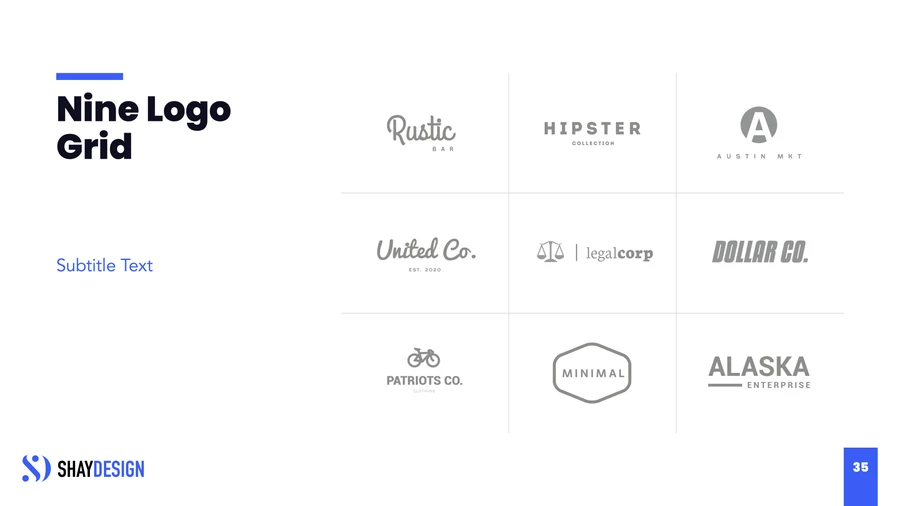 Nine Logo
Grid
Subtitle Text
Rustic
BAR
HIPSTER
COLLECTION
A
AUSTIN MKT
United Co.
EST. 2020
legalcorp
DOLLAR CO.
PATRIOTS CO.
MINIMAL
ALASKA
ENTERPRISE
SHAYDESIGN
35